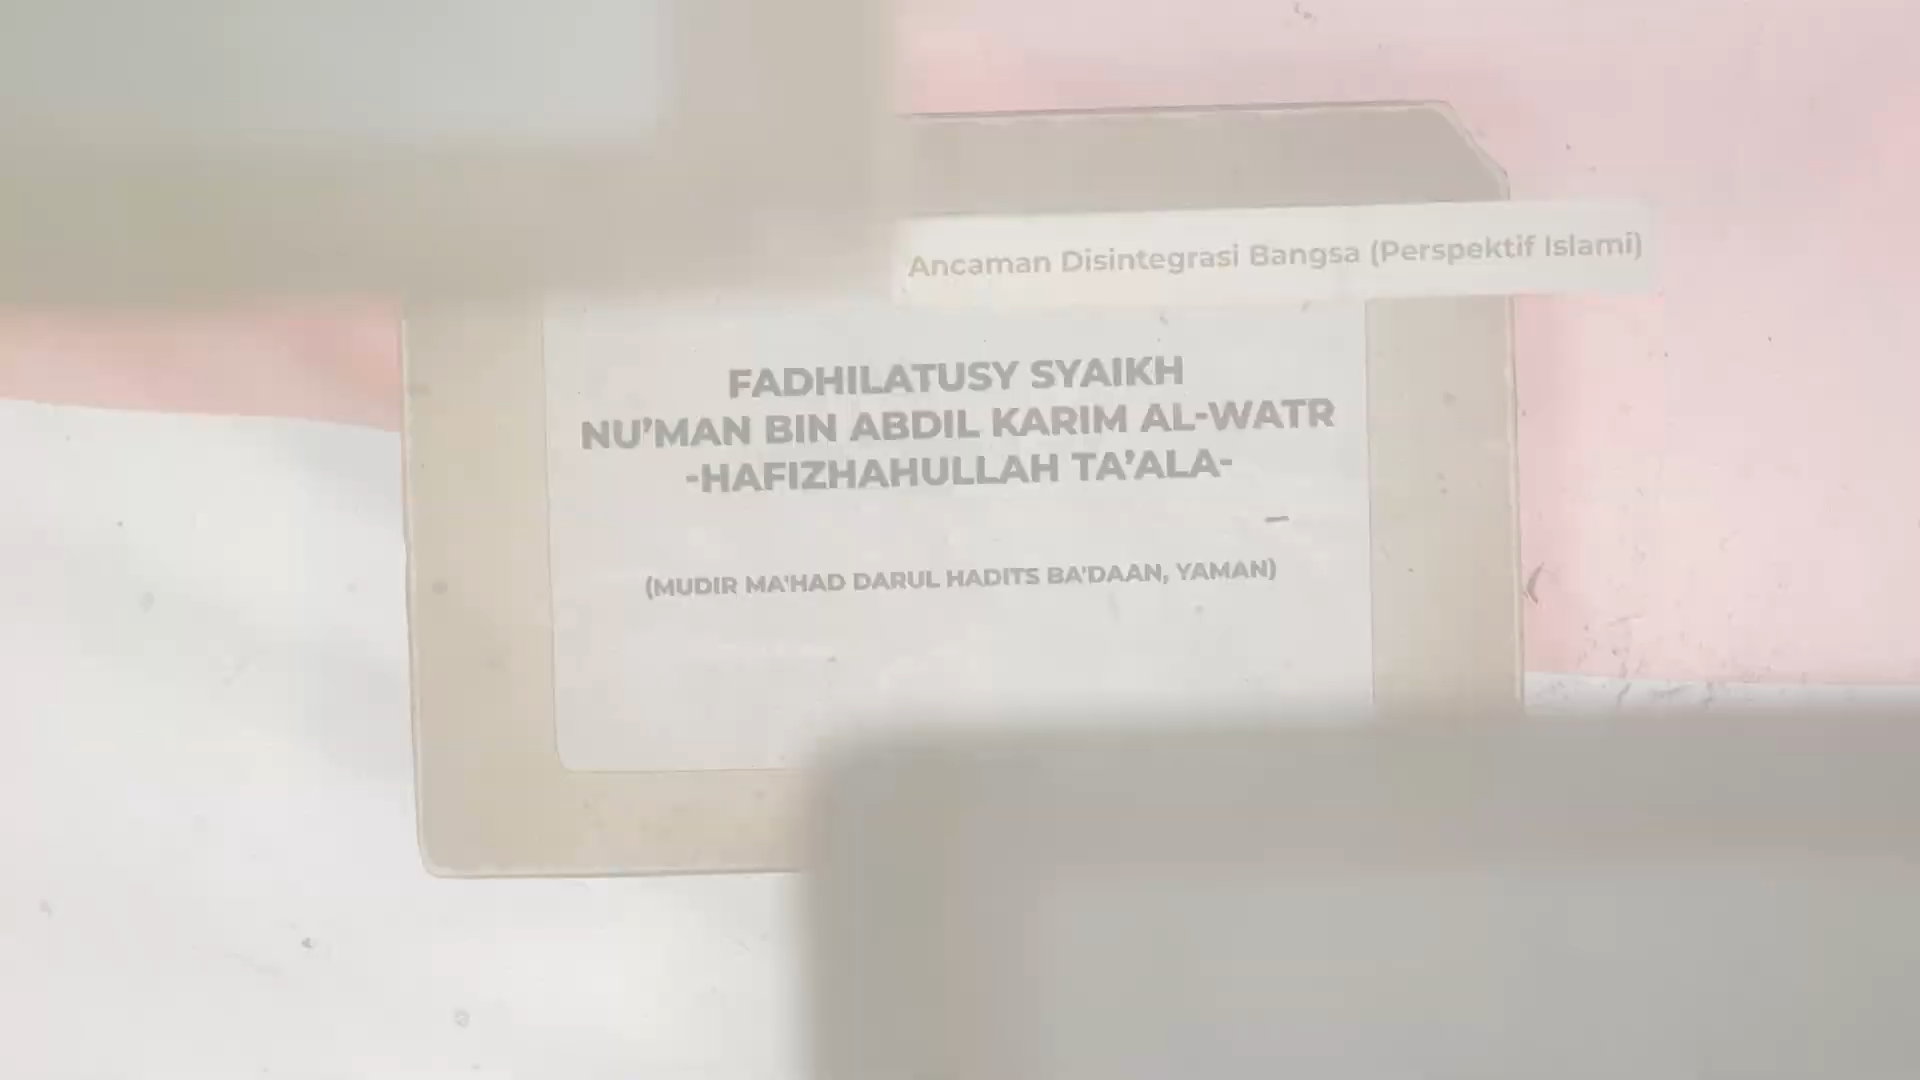 Ancaman Disintegrasi Bangsa (Perspektif Islami)
FADHILATUSY SYAIKH
NU’MAN BIN ABDIL KARIM AL-WATR
-HAFIZHAHULLAH TA’ALA-
(MUDIR MA'HAD DARUL HADITS BA'DAAN, YAMAN)